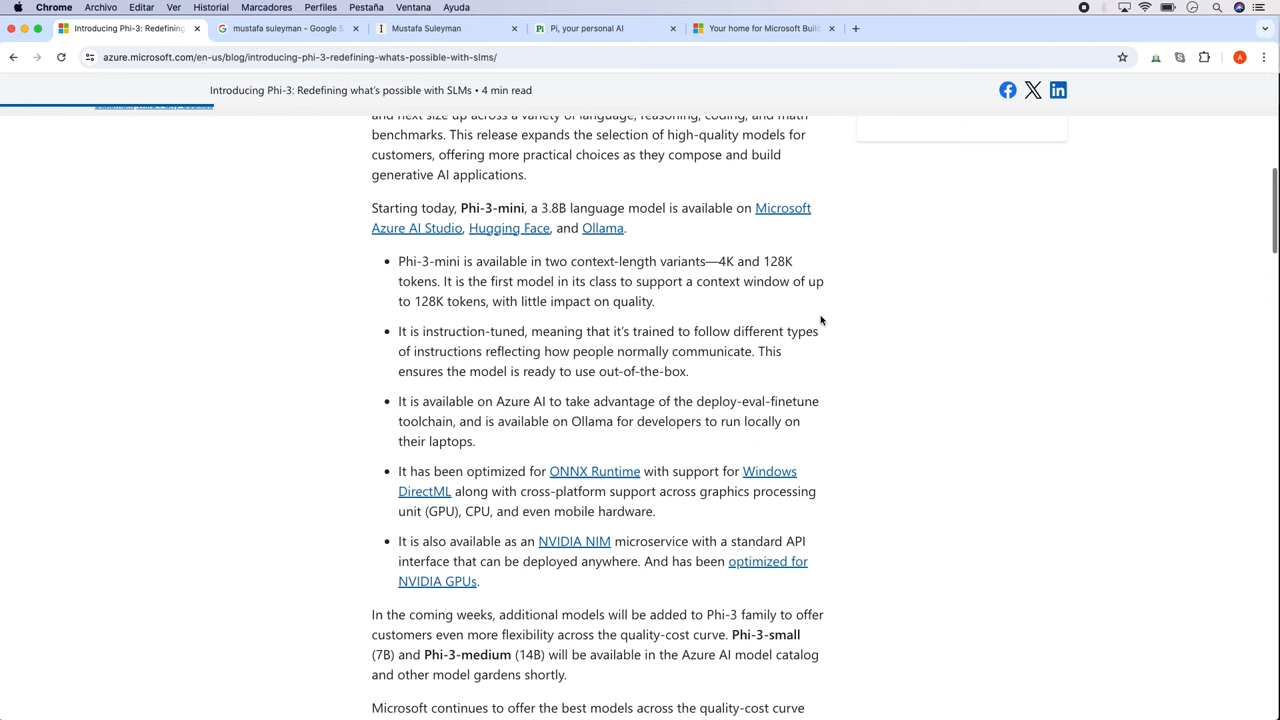 Chrome Archivo Editar Ver Historial Marcadores Perfiles Pestaña Ventana Ayuda
Introducing Phi-3: Redefining
mustafa suleyman - Google S
Mustafa Suleyman
Pi, your personal AI
Your home for Microsoft Buil
azure.microsoft.com/en-us/blog/introducing-phi-3-redefining-whats-possible-with-slms/
A
Introducing Phi-3: Redefining what's possible with SLMs • 4 min read
and next size up across a variety of language, reasoning, coding, and math
benchmarks. This release expands the selection of high-quality models for
customers, offering more practical choices as they compose and build
generative AI applications.
Starting today, Phi-3-mini, a 3.8B language model is available on Microsoft
Azure AI Studio, Hugging Face, and Ollama.
• Phi-3-mini is available in two context-length variants—4K and 128K
tokens. It is the first model in its class to support a context window of up
to 128K tokens, with little impact on quality.
• It is instruction-tuned, meaning that it's trained to follow different types
of instructions reflecting how people normally communicate. This
ensures the model is ready to use out-of-the-box.
• It is available on Azure AI to take advantage of the deploy-eval-finetune
toolchain, and is available on Ollama for developers to run locally on
their laptops.
• It has been optimized for ONNX Runtime with support for Windows
DirectML along with cross-platform support across graphics processing
unit (GPU), CPU, and even mobile hardware.
• It is also available as an NVIDIA NIM microservice with a standard API
interface that can be deployed anywhere. And has been optimized for
NVIDIA GPUs.
In the coming weeks, additional models will be added to Phi-3 family to offer
customers even more flexibility across the quality-cost curve. Phi-3-small
(7B) and Phi-3-medium (14B) will be available in the Azure AI model catalog
and other model gardens shortly.
Microsoft continues to offer the best models across the quality-cost curve